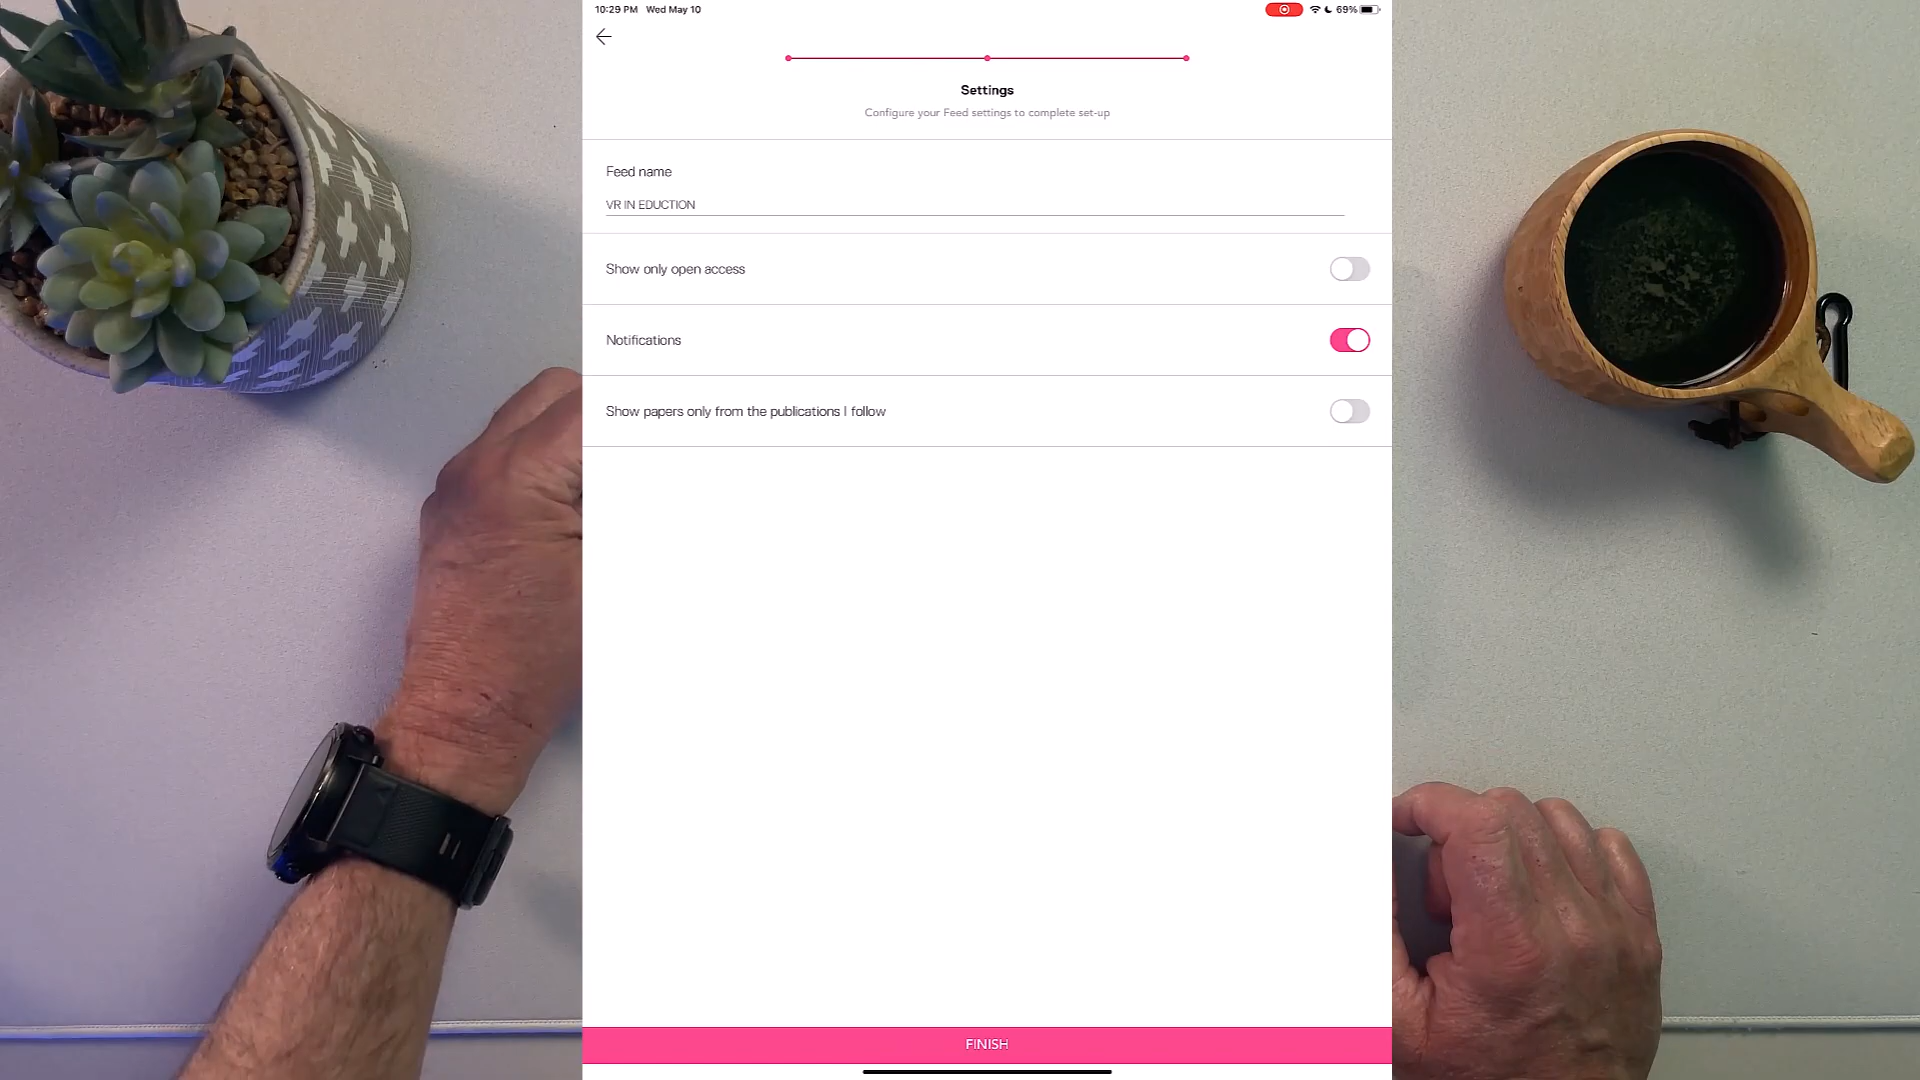 10:29 PM Wed May 10 69%
Settings
Configure your Feed settings to complete set-up
Feed name
VR IN EDUCTION
Show only open access
Notifications
Show papers only from the publications I follow
FINISH